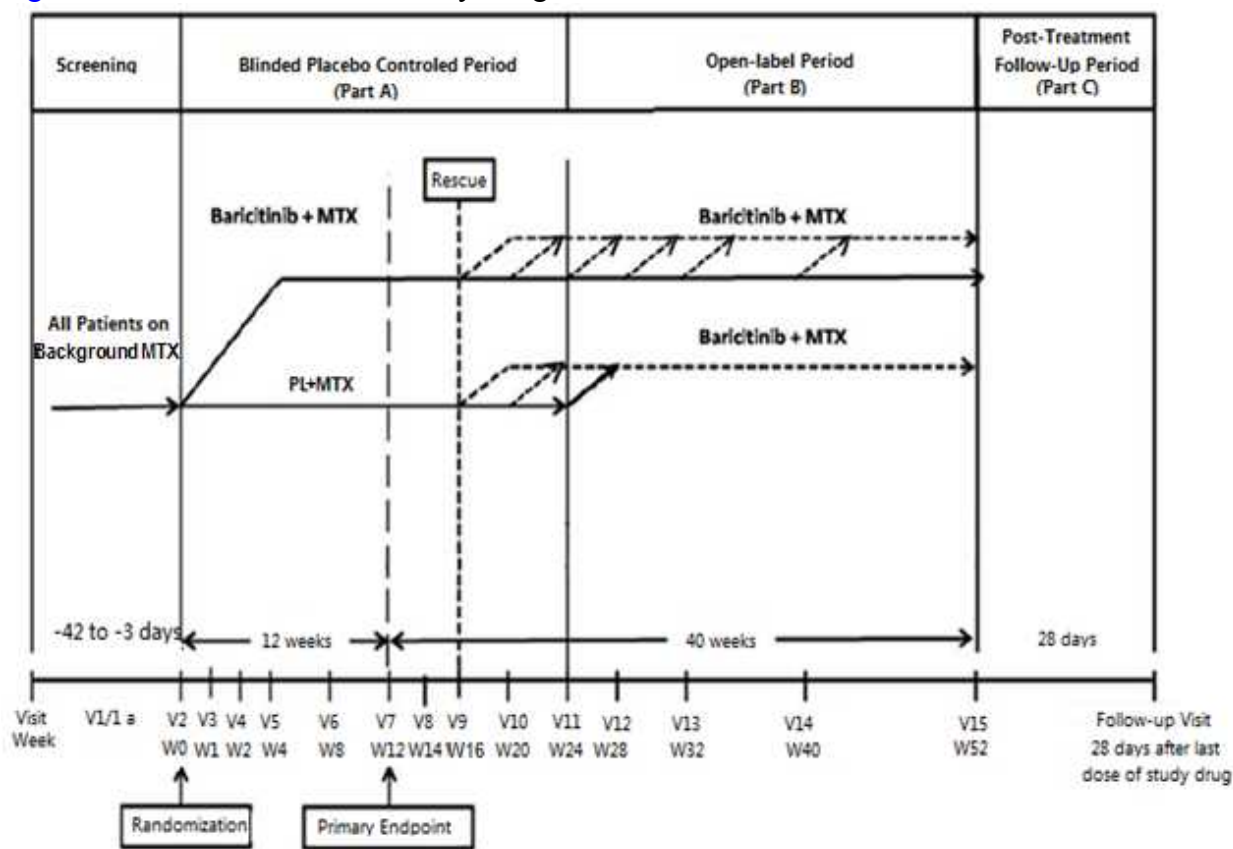 Screening
Blinded Placebo Controled Period
(Part A)
Open-label Period
(Part B)
Post-Treatment
Follow-Up Period
(Part C)
Rescue
Baricitinib + MTX
Baricitinib + MTX
All Patients on
Background MTX
PL+MTX
Baricitinib + MTX
-42 to -3 days
12 weeks
40 weeks
28 days
Visit V1/1 a V2 V3 V4 V5 V6 V7 V8 V9 V10 V11 V12 V13 V14 V15 Follow-up Visit
Week W0 W1 W2 W4 W8 W12 W14 W16 W20 W24 W28 W32 W40 W52 28 days after last
dose of study drug
Randomization
Primary Endpoint